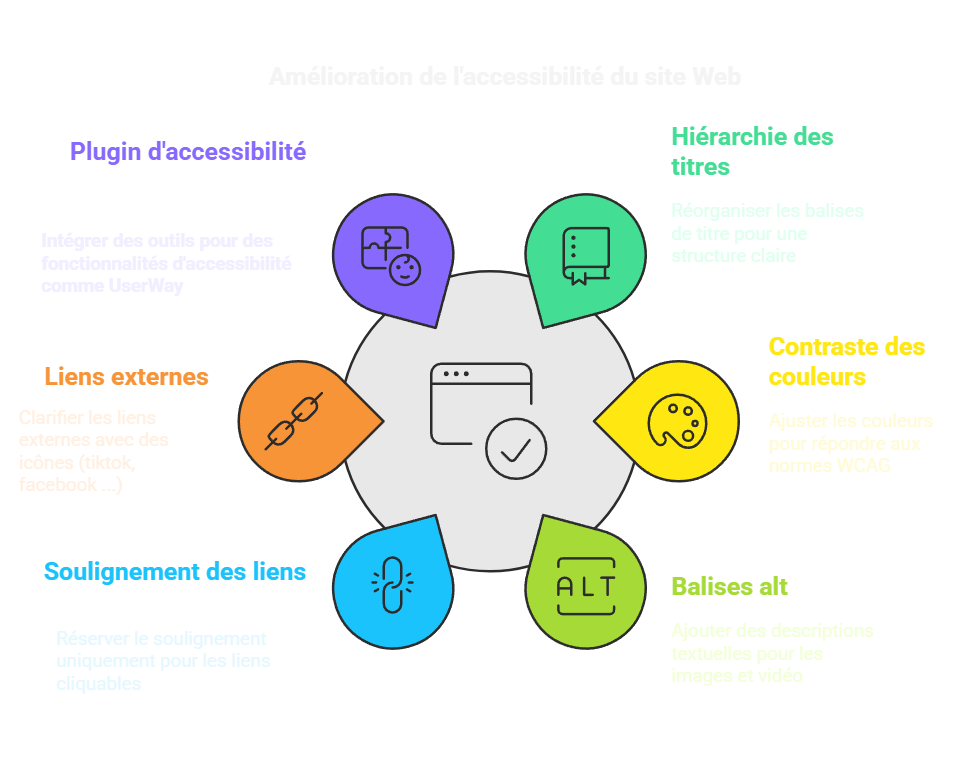 Amélioration de l'accessibilité du site Web
Plugin d'accessibilité
Intégrer des outils pour des
fonctionnalités d'accessibilité
comme UserWay
Hiérarchie des
titres
Réorganiser les balises
de titre pour une
structure claire
Liens externes
Clarifier les liens
externes avec des
icônes (tiktok,
facebook ...)
Contraste des
couleurs
Ajuster les couleurs
pour répondre aux
normes WCAG
Soulignement des liens
Réserver le soulignement
uniquement pour les liens
cliquables
ALT
Balises alt
Ajouter des descriptions
textuelles pour les
images et vidéo